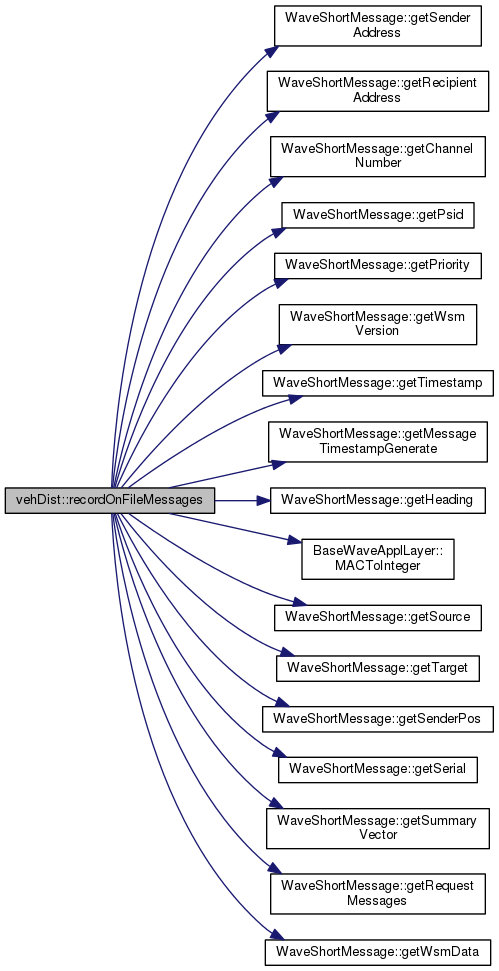 WaveShortMessage::getSender
Address
WaveShortMessage::getRecipient
Address
WaveShortMessage::getChannel
Number
WaveShortMessage::getPsid
WaveShortMessage::getPriority
WaveShortMessage::getWsm
Version
WaveShortMessage::getTimestamp
WaveShortMessage::getMessage
TimestampGenerate
vehDist::recordOnFileMessages
WaveShortMessage::getHeading
BaseWaveApplLayer::
MACToInteger
WaveShortMessage::getSource
WaveShortMessage::getTarget
WaveShortMessage::getSenderPos
WaveShortMessage::getSerial
WaveShortMessage::getSummary
Vector
WaveShortMessage::getRequest
Messages
WaveShortMessage::getWsmData